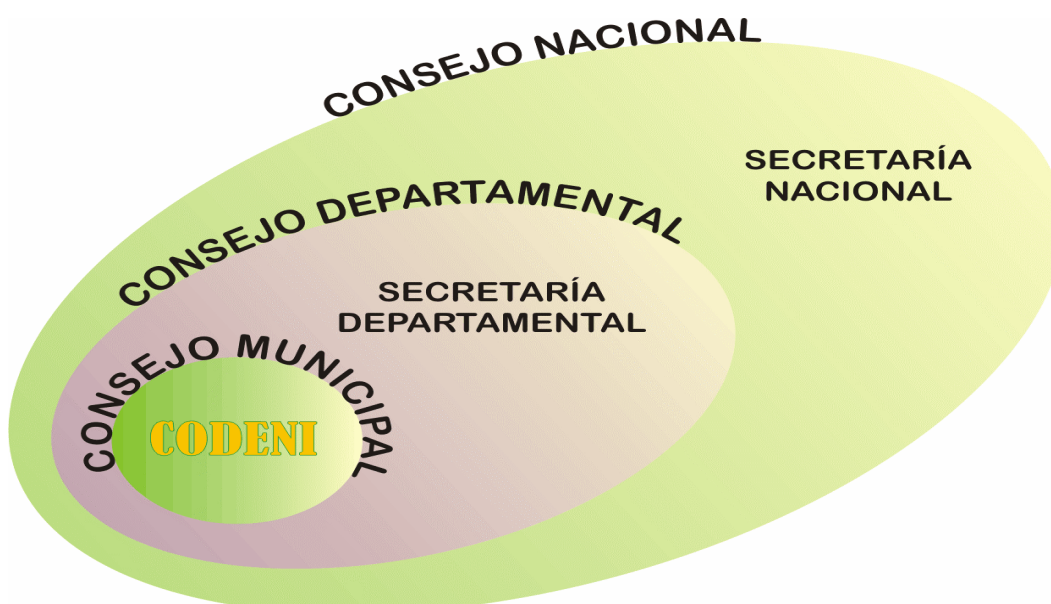 CONSEJO NACIONAL
SECRETARÍA
NACIONAL
CONSEJO DEPARTAMENTAL
SECRETARÍA
DEPARTAMENTAL
CONSEJO MUNICIPAL
CODENI